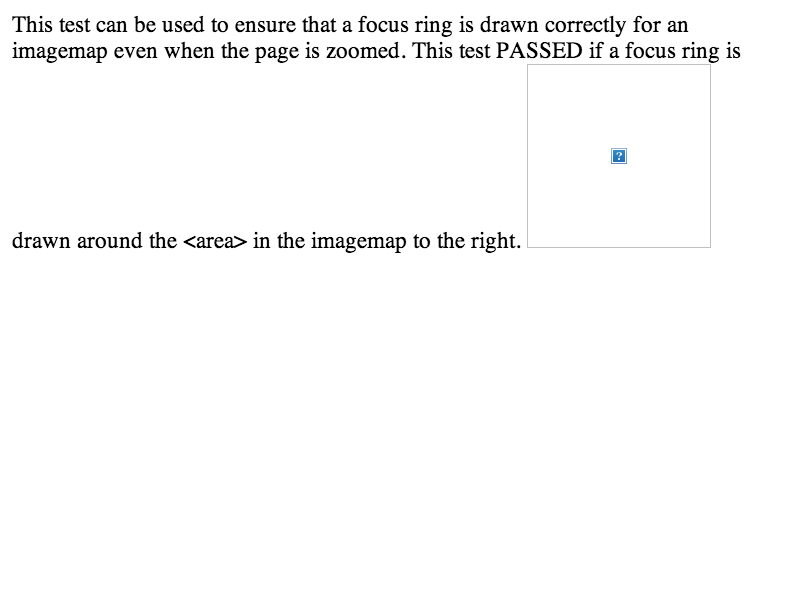 This test can be used to ensure that a focus ring is drawn correctly for an
imagemap even when the page is zoomed. This test PASSED if a focus ring is
?
drawn around the <area> in the imagemap to the right.